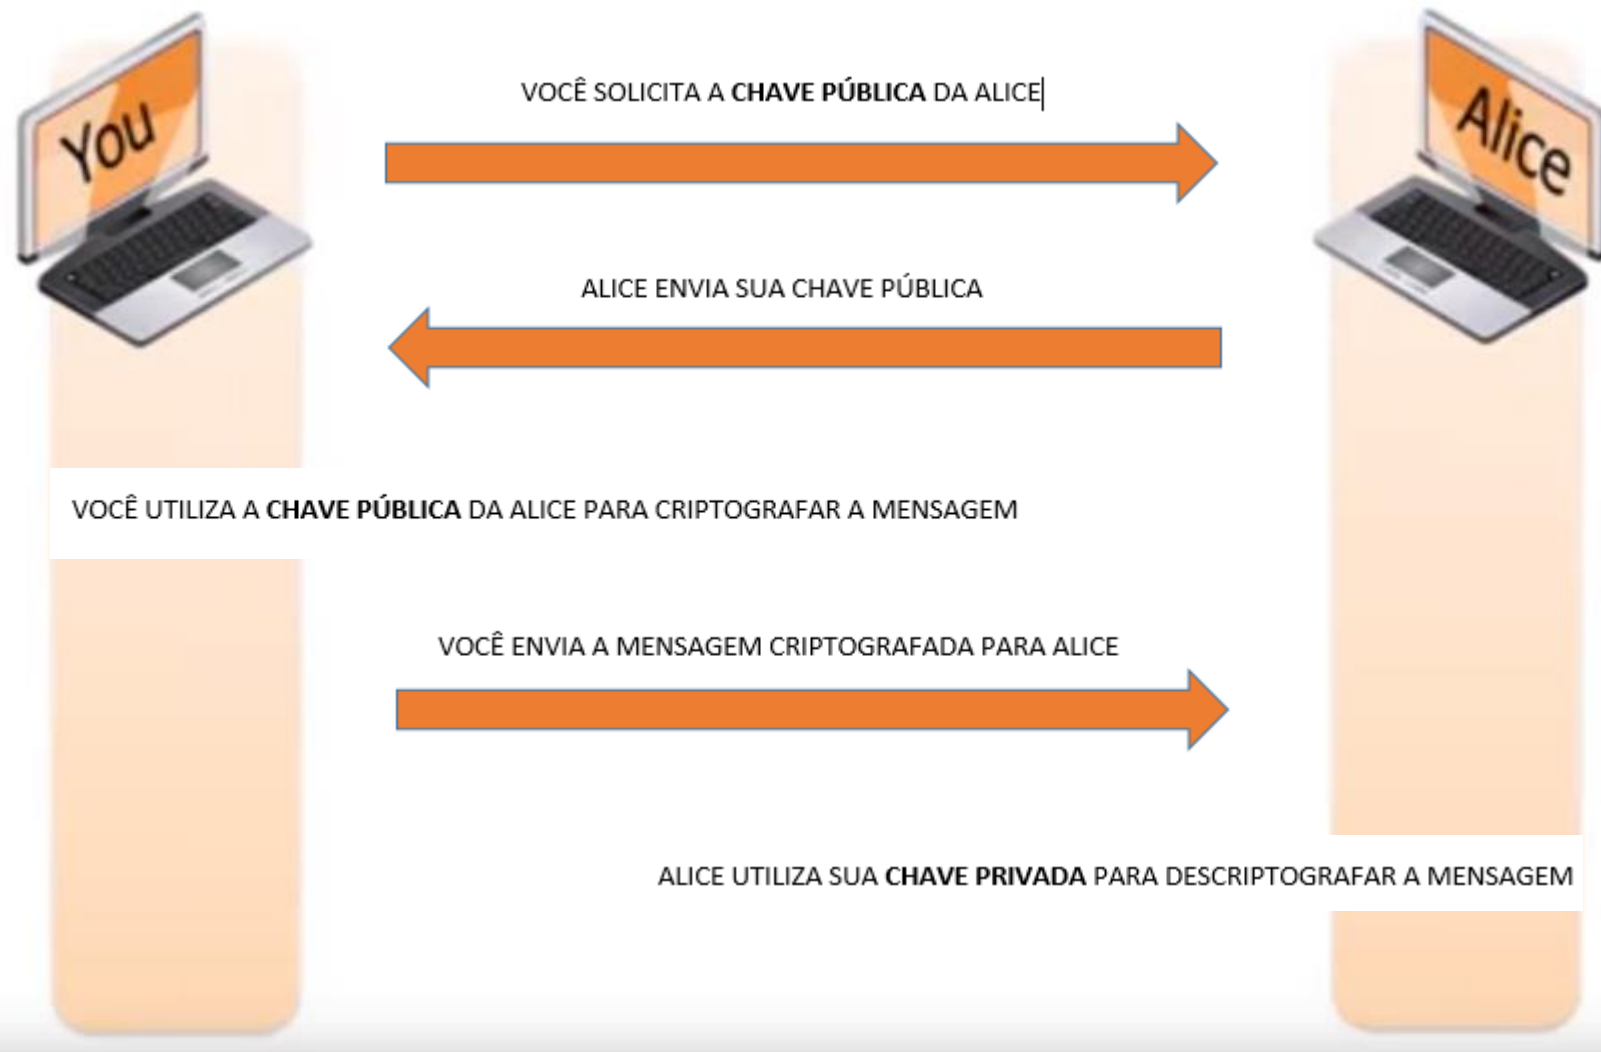 You
Alice
VOCÊ SOLICITA A CHAVE PÚBLICA DA ALICE
ALICE ENVIA SUA CHAVE PÚBLICA
VOCÊ UTILIZA A CHAVE PÚBLICA DA ALICE PARA CRIPTOGRAFAR A MENSAGEM
VOCÊ ENVIA A MENSAGEM CRIPTOGRAFADA PARA ALICE
ALICE UTILIZA SUA CHAVE PRIVADA PARA DESCRIPTOGRAFAR A MENSAGEM